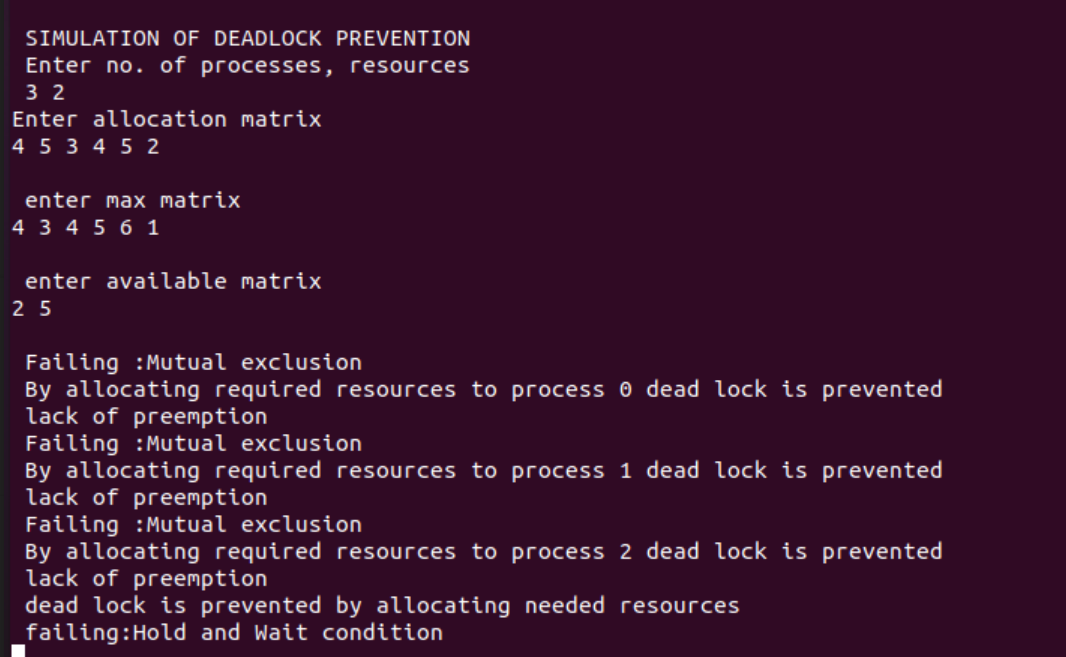 SIMULATION OF DEADLOCK PREVENTION
Enter no. of processes, resources
3 2
Enter allocation matrix
4 5 3 4 5 2
enter max matrix
4 3 4 5 6 1
enter available matrix
2 5
Failing :Mutual exclusion
By allocating required resources to process 0 dead lock is prevented
lack of preemption
Failing :Mutual exclusion
By allocating required resources to process 1 dead lock is prevented
lack of preemption
Failing :Mutual exclusion
By allocating required resources to process 2 dead lock is prevented
lack of preemption
dead lock is prevented by allocating needed resources
failing:Hold and Wait condition